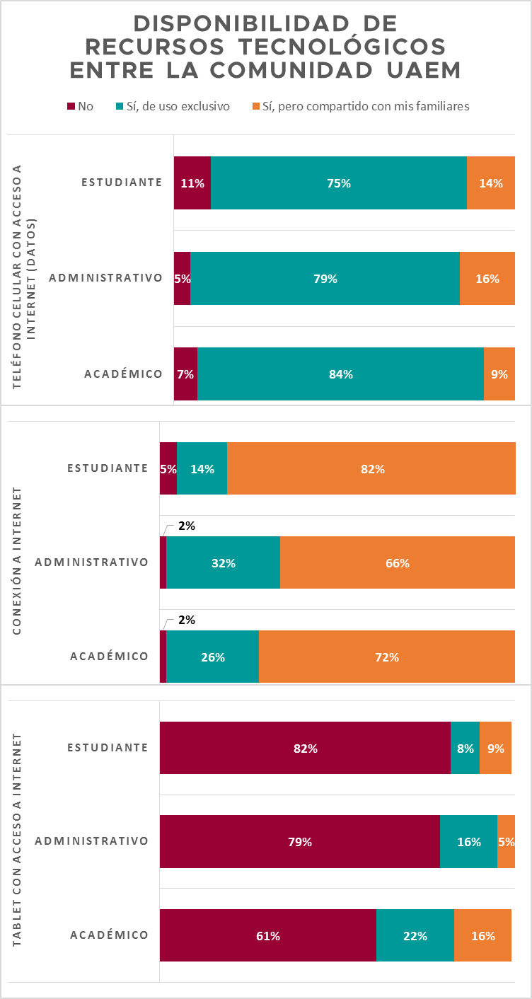 DISPONIBILIDAD DE
RECURSOS TECNOLÓGICOS
ENTRE LA COMUNIDAD UAEM
No Sí, de uso exclusivo Sí, pero compartido con mis familiares
TELÉFONO CELULAR CON ACCESO A
INTERNET (DATOS)
ESTUDIANTE 11% 75% 14%
ADMINISTRATIVO 5% 79% 16%
ACADÉMICO 7% 84% 9%
CONEXIÓN A INTERNET
ESTUDIANTE 5% 14% 82%
2%
ADMINISTRATIVO 32% 66%
2%
ACADÉMICO 26% 72%
TABLET CON ACCESO A INTERNET
ESTUDIANTE 82% 8% 9%
ADMINISTRATIVO 79% 16% 5%
ACADÉMICO 61% 22% 16%